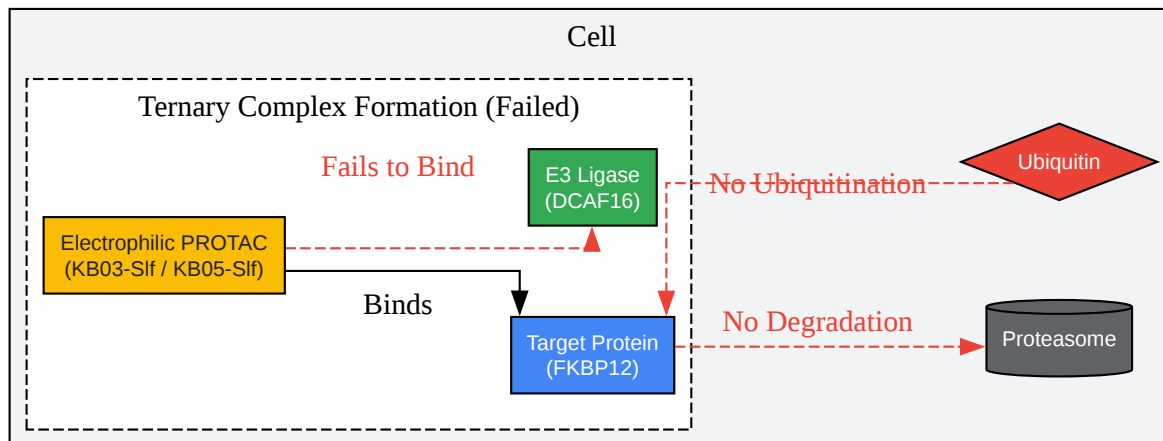 Cell
Ternary Complex Formation (Failed)
Fails to Bind
E3 Ligase
(DCAF16)
No Ubiquitination
Ubiquitin
Electrophilic PROTAC
(KB03-Slf / KB05-Slf)
Binds
Target Protein
(FKBP12)
No Degradation
Proteasome